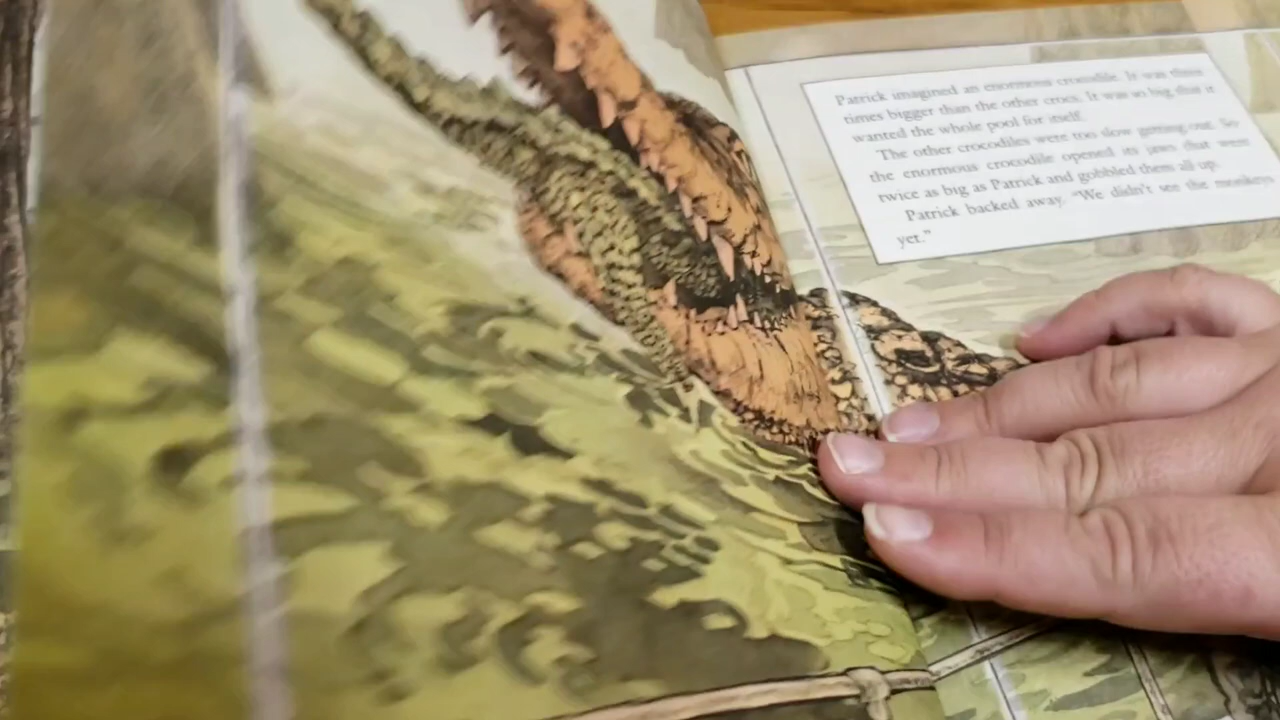 Patrick imagined an enormous crocodile. It was three
times bigger than the other crocs. It was so big that it
wanted the whole pool for itself.
The other crocodiles were too slow getting out. So
the enormous crocodile opened its jaws that were
twice as big as Patrick and gobbled them all up.
Patrick backed away. "We didn't see the monkeys
yet."